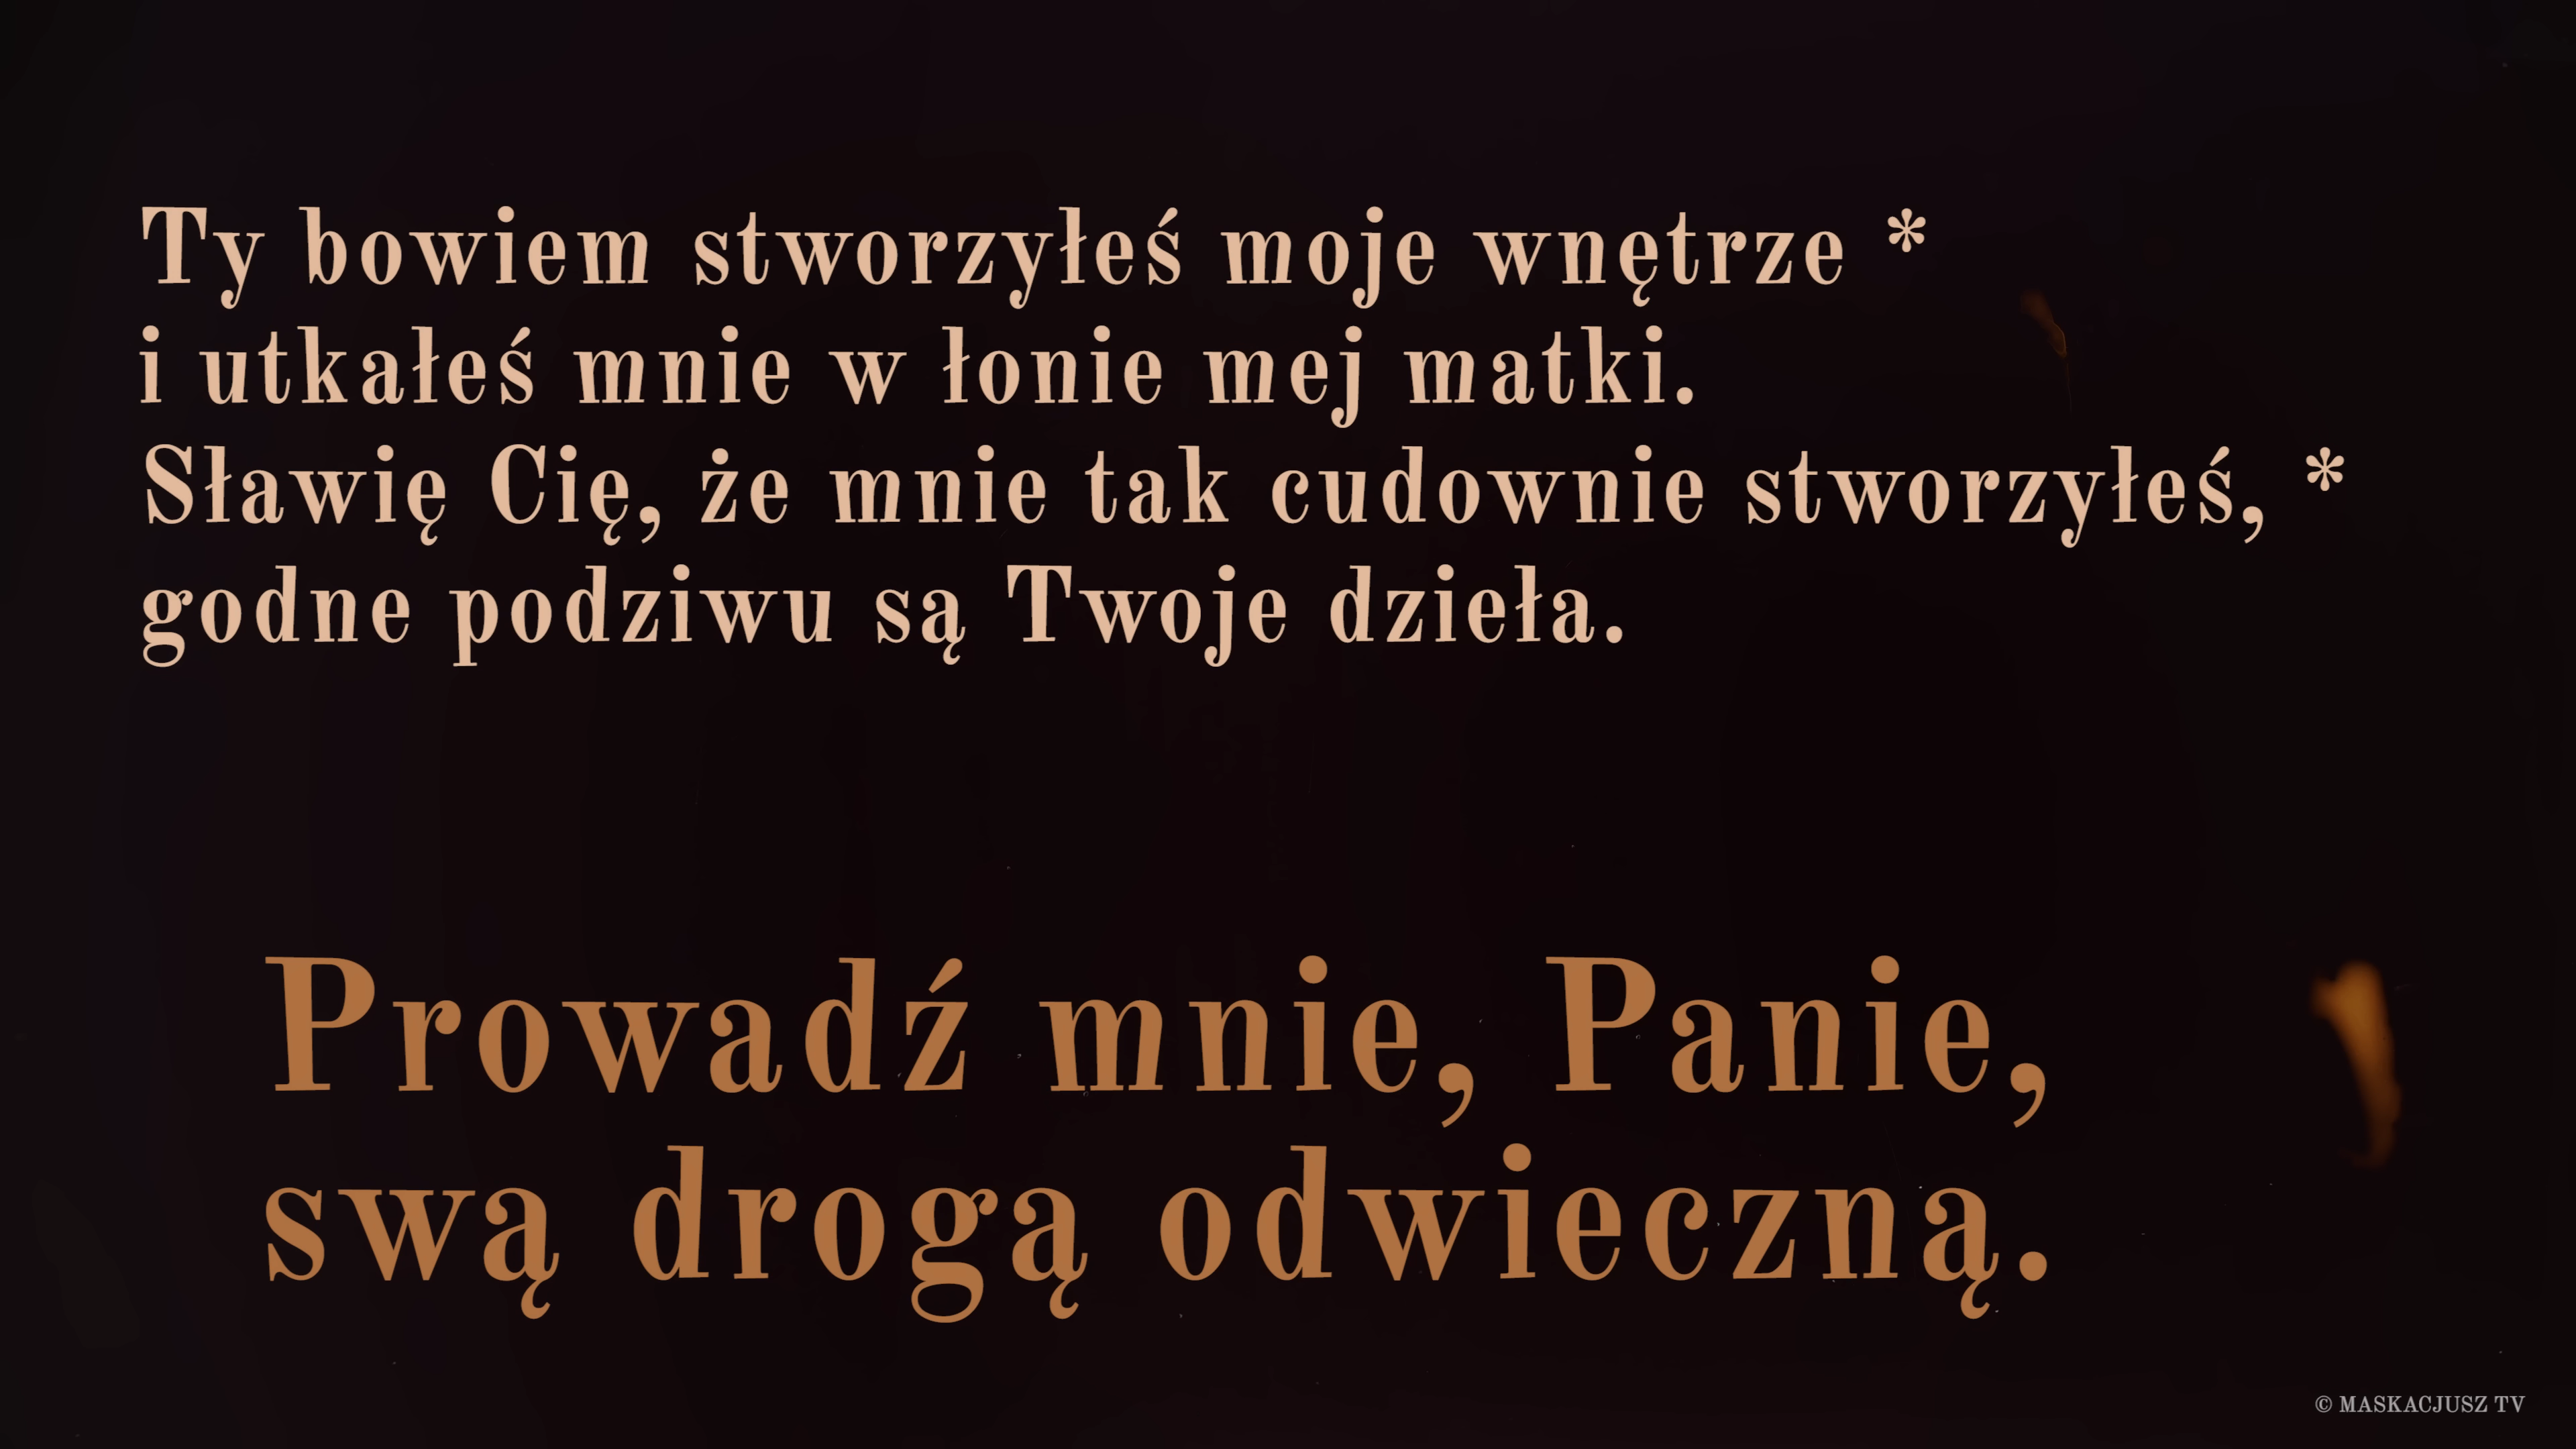 Ty bowiem stworzyłeś moje wnętrze *
i utkałeś mnie w łonie mej matki.
Sławię Cię, że mnie tak cudownie stworzyłeś, *
godne podziwu są Twoje dzieła.
Prowadź mnie, Panie,
swą drogą odwieczną.
© MASKACJUSZ TV